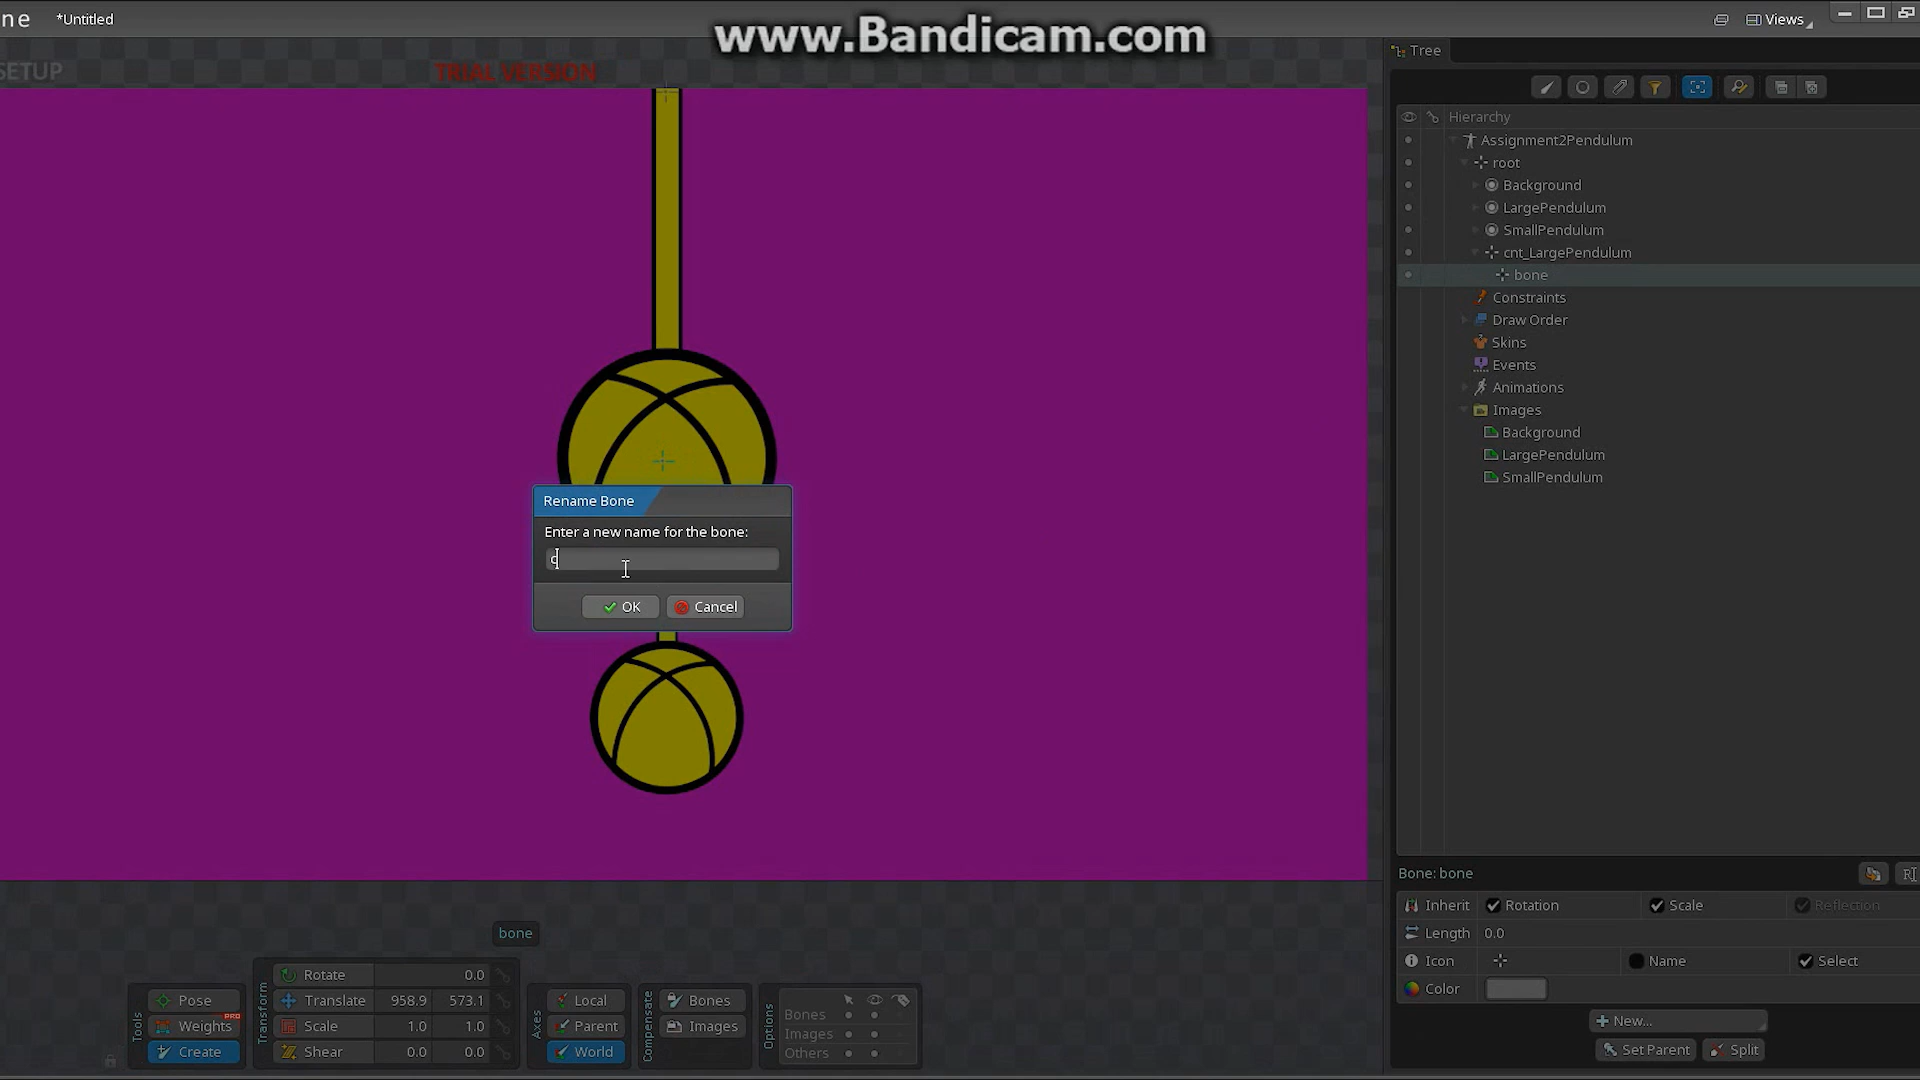 ne *Untitled
www.Bandicam.com
Views
SETUP
TRIAL VERSION
Tree
Hierarchy
Assignment2Pendulum
root
Background
LargePendulum
SmallPendulum
cnt_LargePendulum
bone
Constraints
Draw Order
Skins
Events
Animations
Images
Background
LargePendulum
SmallPendulum
Rename Bone
Enter a new name for the bone:
c
OK Cancel
bone
Tools
Pose
Weights PRO
Create
Transform
Rotate 0.0
Translate 958.9 573.1
Scale 1.0 1.0
Shear 0.0 0.0
Axes
Local
Parent
World
Compensate
Bones
Images
Options
Bones
Images
Others
Bone: bone
Inherit Rotation Scale Reflection
Length 0.0
Icon Name Select
Color
New...
Set Parent Split